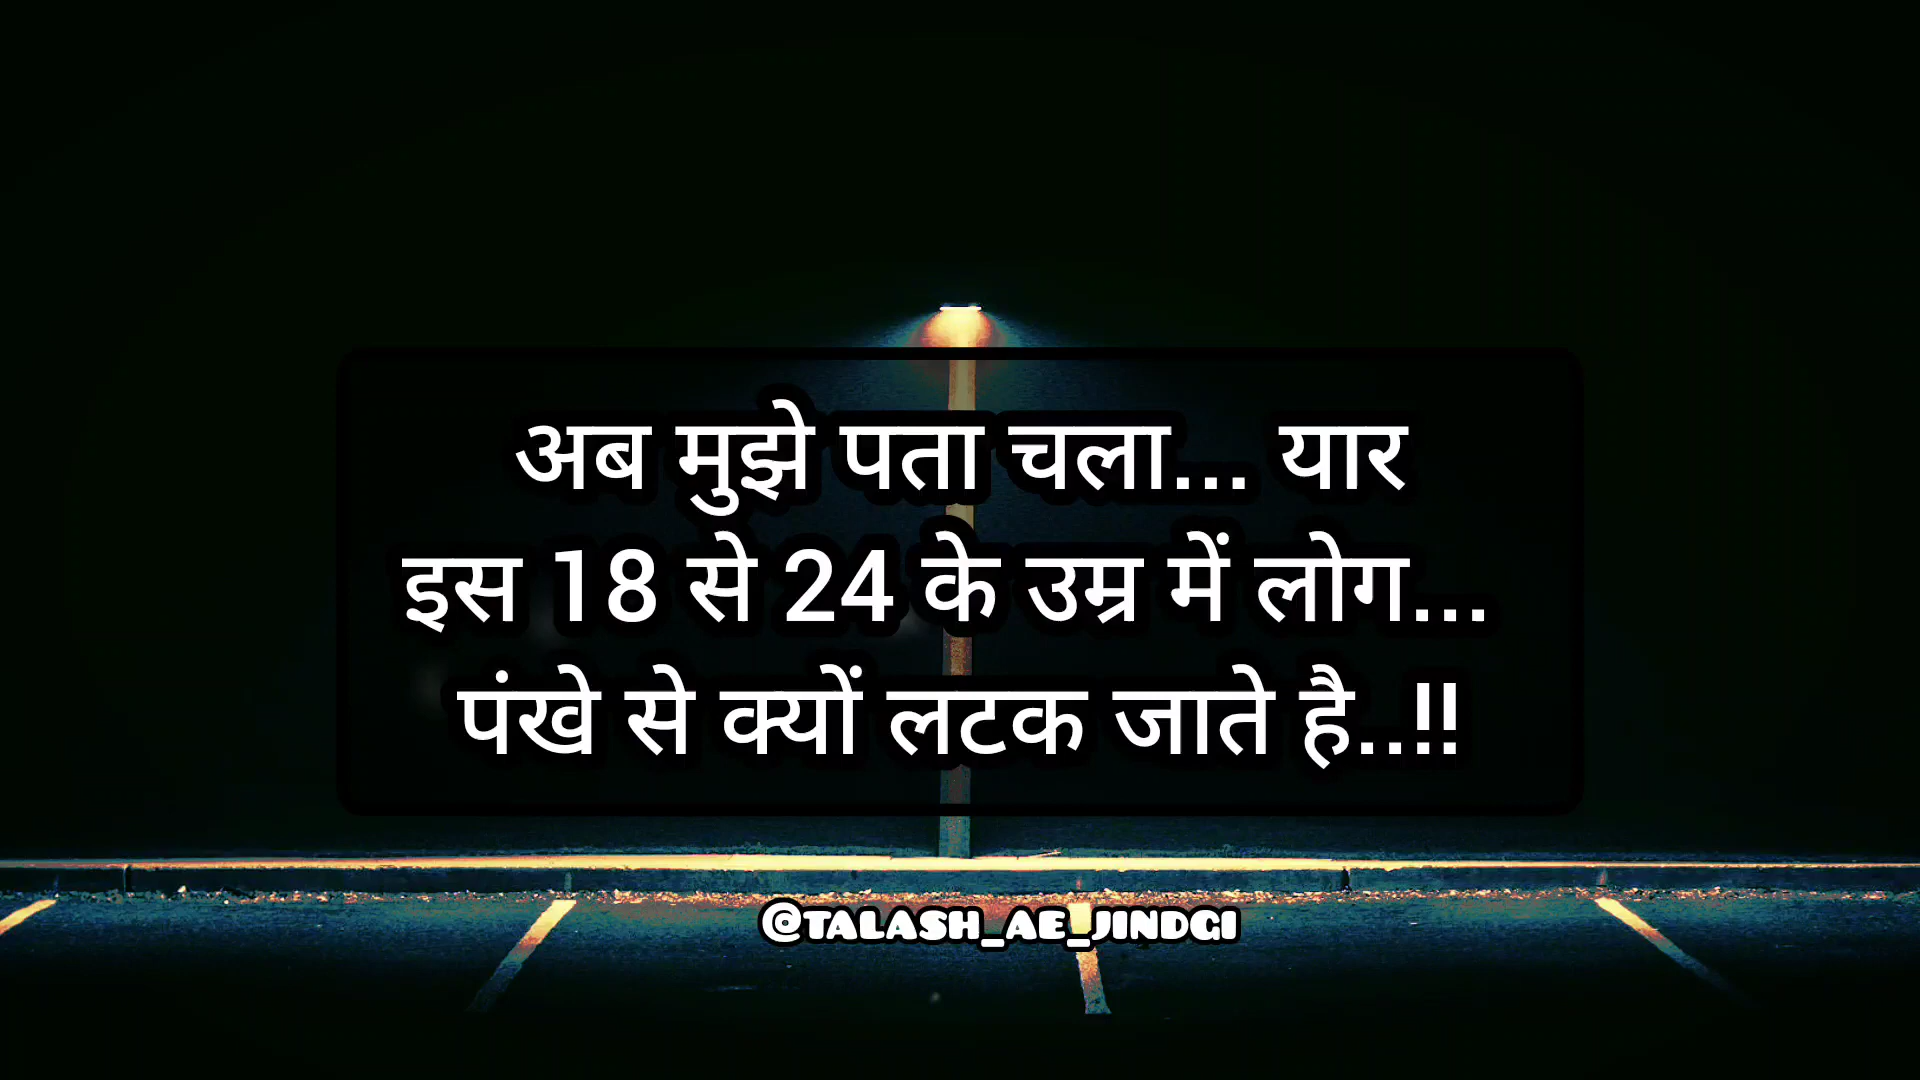 अब मुझे पता चला... यार
इस 18 से 24 के उम्र में लोग...
पंखे से क्यों लटक जाते है..!!
@TALASH_AE_JINDGI